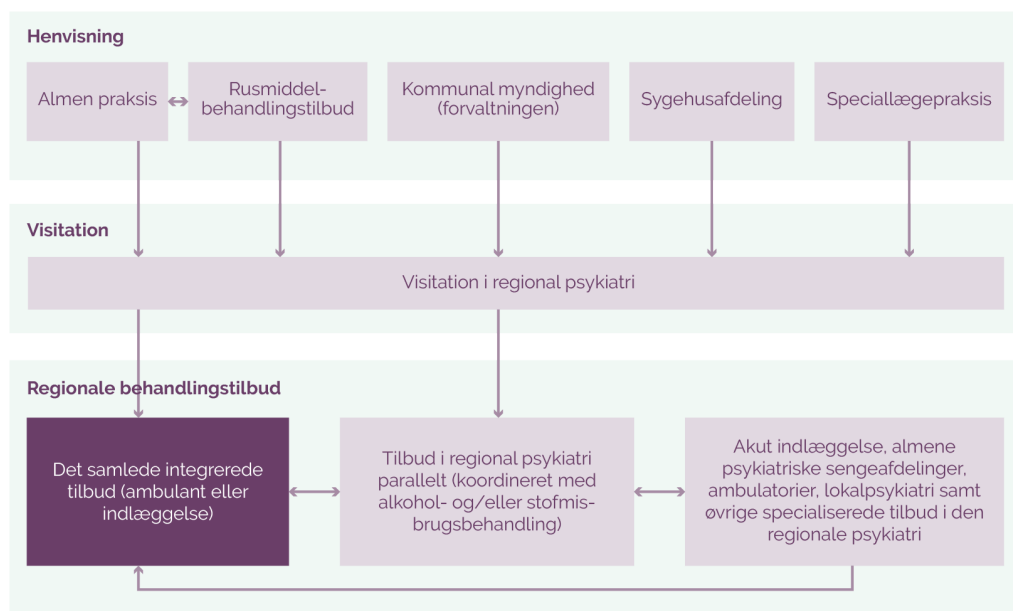 Henvisning
Almen praksis
Rusmiddel-
behandlingstilbud
Kommunal myndighed
(forvaltningen)
Sygehusafdeling
Speciallægepraksis
Visitation
Visitation i regional psykiatri
Regionale behandlingstilbud
Det samlede integrerede
tilbud (ambulant eller
indlæggelse)
Tilbud i regional psykiatri
parallelt (koordineret med
alkohol- og/eller stofmis-
brugsbehandling)
Akut indlæggelse, almene
psykiatriske sengeafdelinger,
ambulatorier, lokalpsykiatri samt
øvrige specialiserede tilbud i den
regionale psykiatri